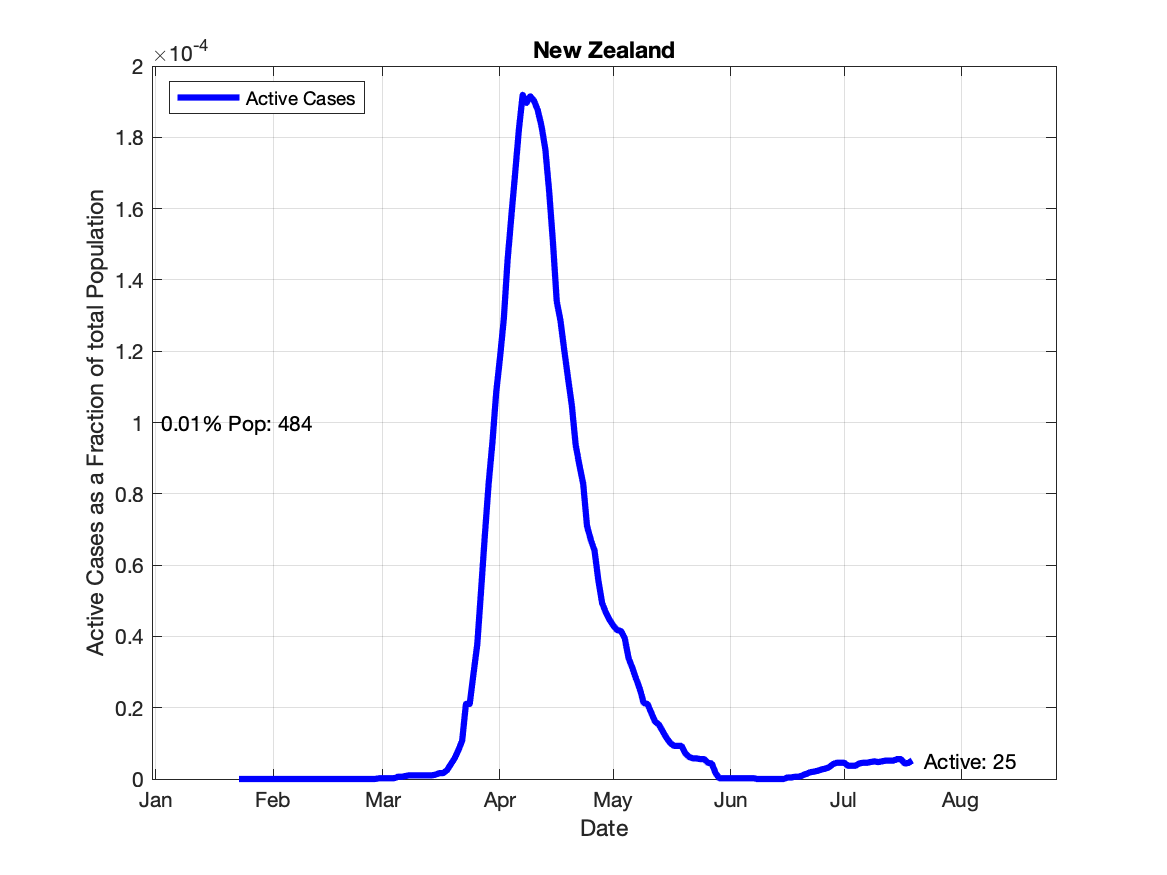 ×10⁻⁴
New Zealand
Active Cases
Active Cases as a Fraction of total Population
2
1.8
1.6
1.4
1.2
1
0.8
0.6
0.4
0.2
0
0.01% Pop: 484
Active: 25
Jan Feb Mar Apr May Jun Jul Aug
Date